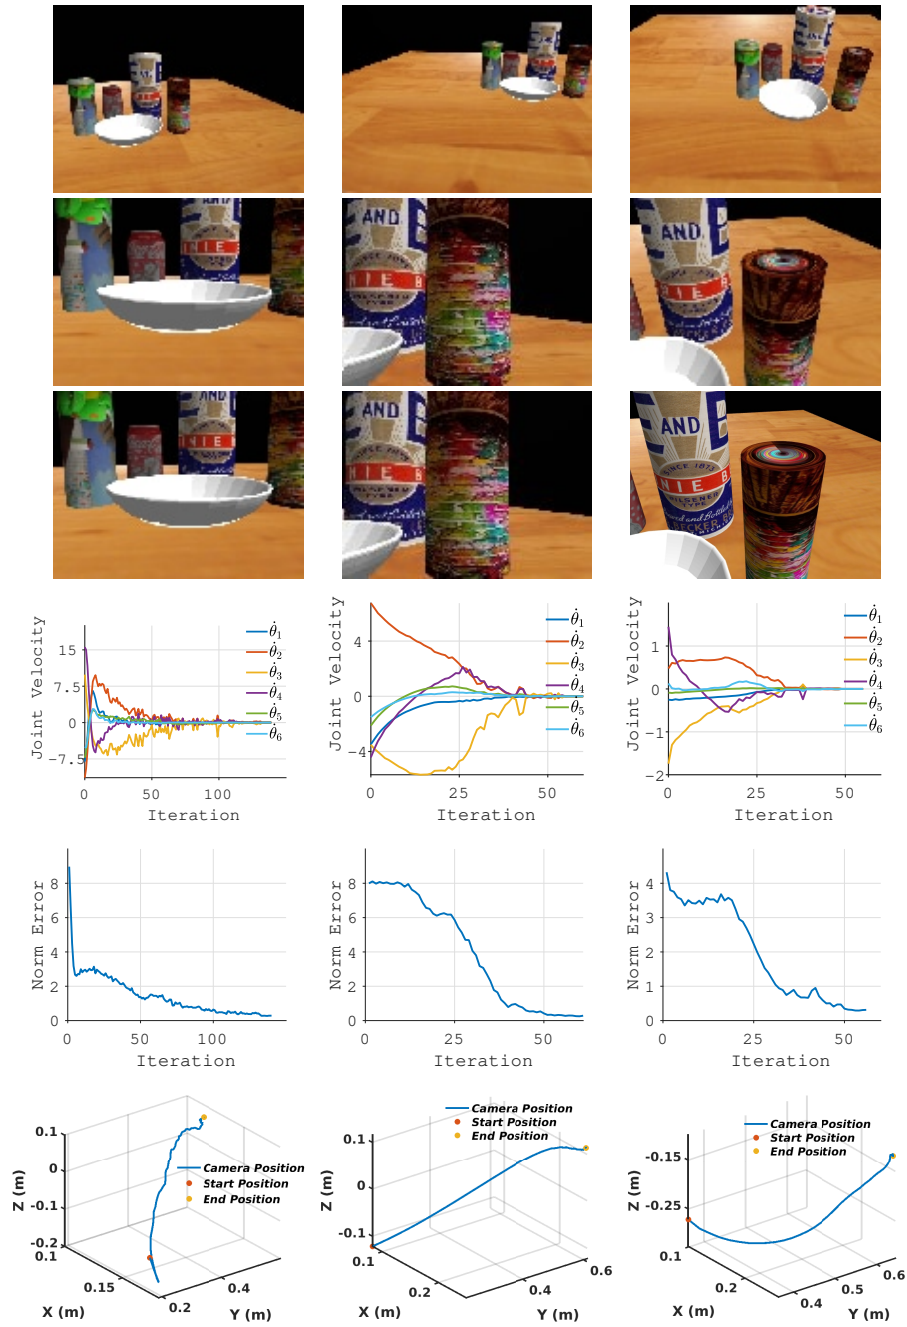 AND
NIE
AND
NIE B
AND
NIE B
AND
NIE
AND
NIE B
AND
SINCE 1873
NIE B
PILSENER
TYPE
BECKER
Joint Velocity
15
7.5
0
-7.5
0
50
100
Iteration
θ̇1
θ̇2
θ̇3
θ̇4
θ̇5
θ̇6
Joint Velocity
4
0
-4
0
25
50
Iteration
θ̇1
θ̇2
θ̇3
θ̇4
θ̇5
θ̇6
Joint Velocity
1
0
-1
-2
0
25
50
Iteration
θ̇1
θ̇2
θ̇3
θ̇4
θ̇5
θ̇6
Norm Error
8
6
4
2
0
0
50
100
Iteration
Norm Error
8
6
4
2
0
0
25
50
Iteration
Norm Error
4
3
2
1
0
0
25
50
Iteration
Z (m)
0.1
0
-0.1
-0.2
0.1
0.15
0.2
0.4
X (m)
Y (m)
Camera Position
Start Position
End Position
Z (m)
0.1
0
-0.1
0.1
0.2
0.4
0.6
X (m)
Y (m)
Camera Position
Start Position
End Position
Z (m)
-0.15
-0.25
0.1
0.2
0.4
0.5
0.6
X (m)
Y (m)
Camera Position
Start Position
End Position